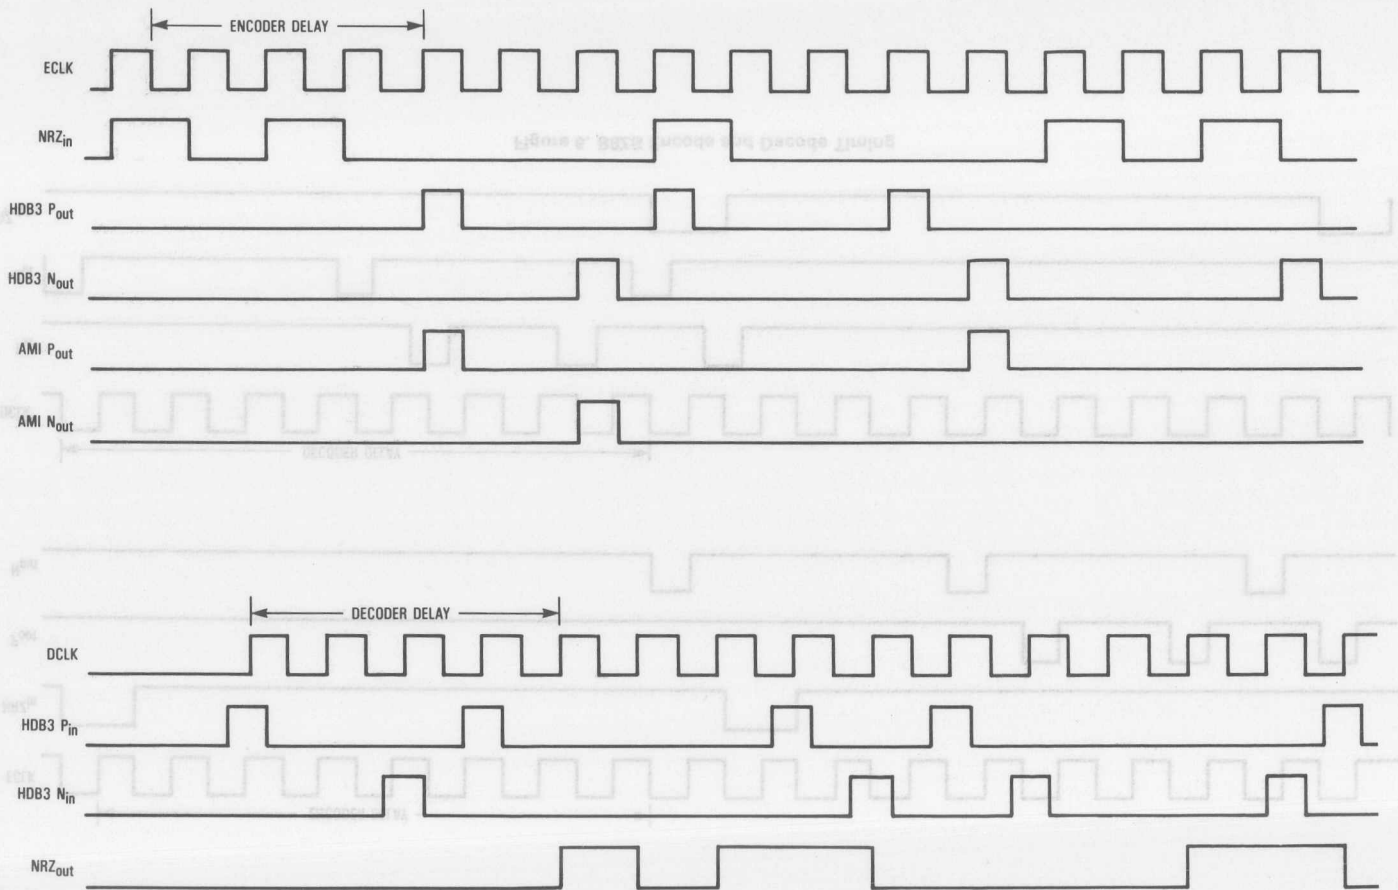 ENCODER DELAY
ECLK
NRZin
HDB3 Pout
HDB3 Nout
AMI Pout
AMI Nout
DECODER DELAY
DCLK
HDB3 Pin
HDB3 Nin
NRZout